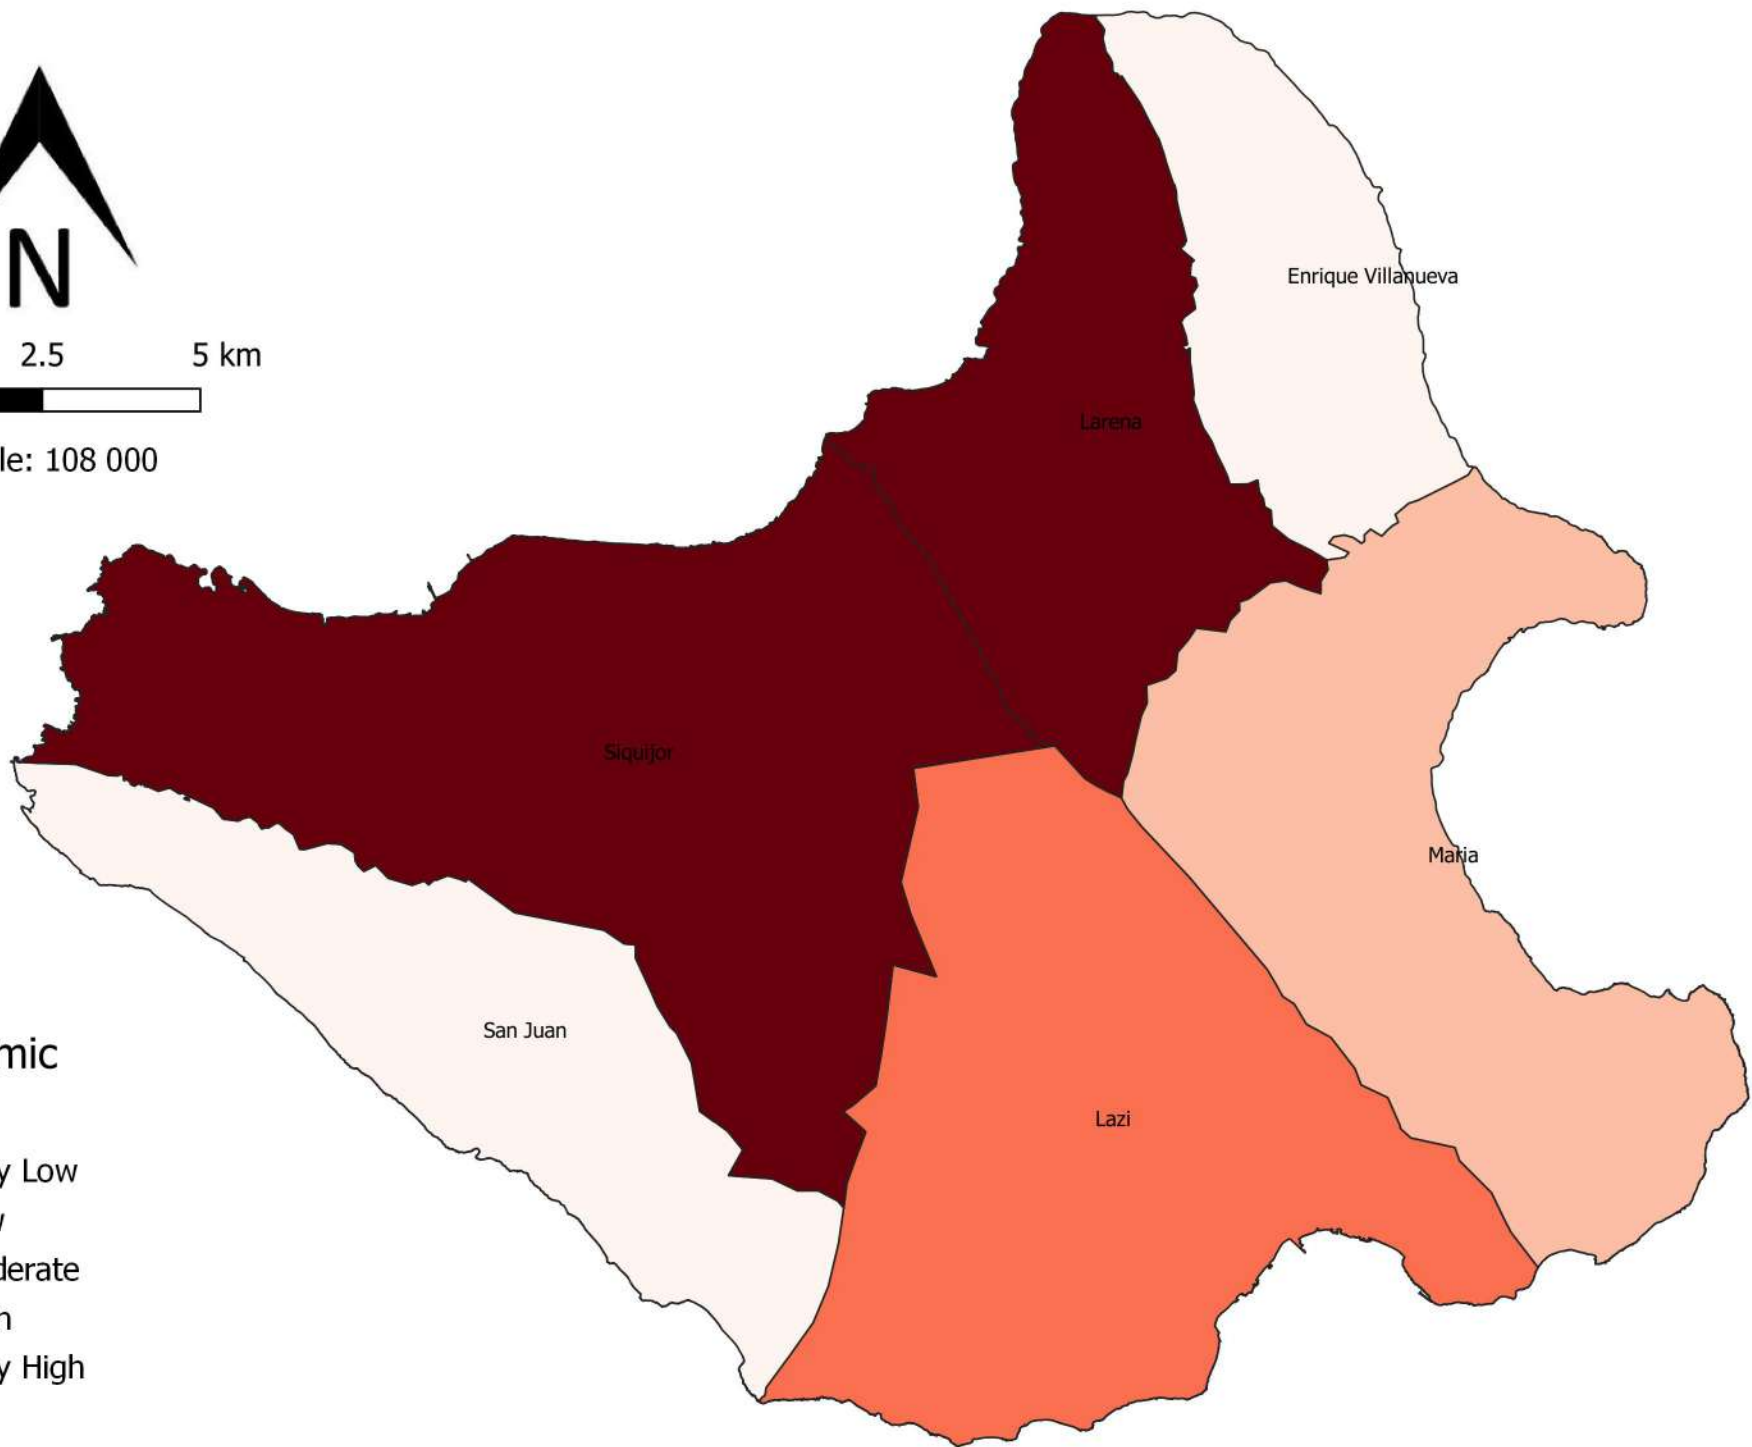 N
2.5 5 km
le: 108 000
Enrique Villanueva
Larena
Siquijor
Maria
San Juan
Lazi
mic
y Low
derate
y High